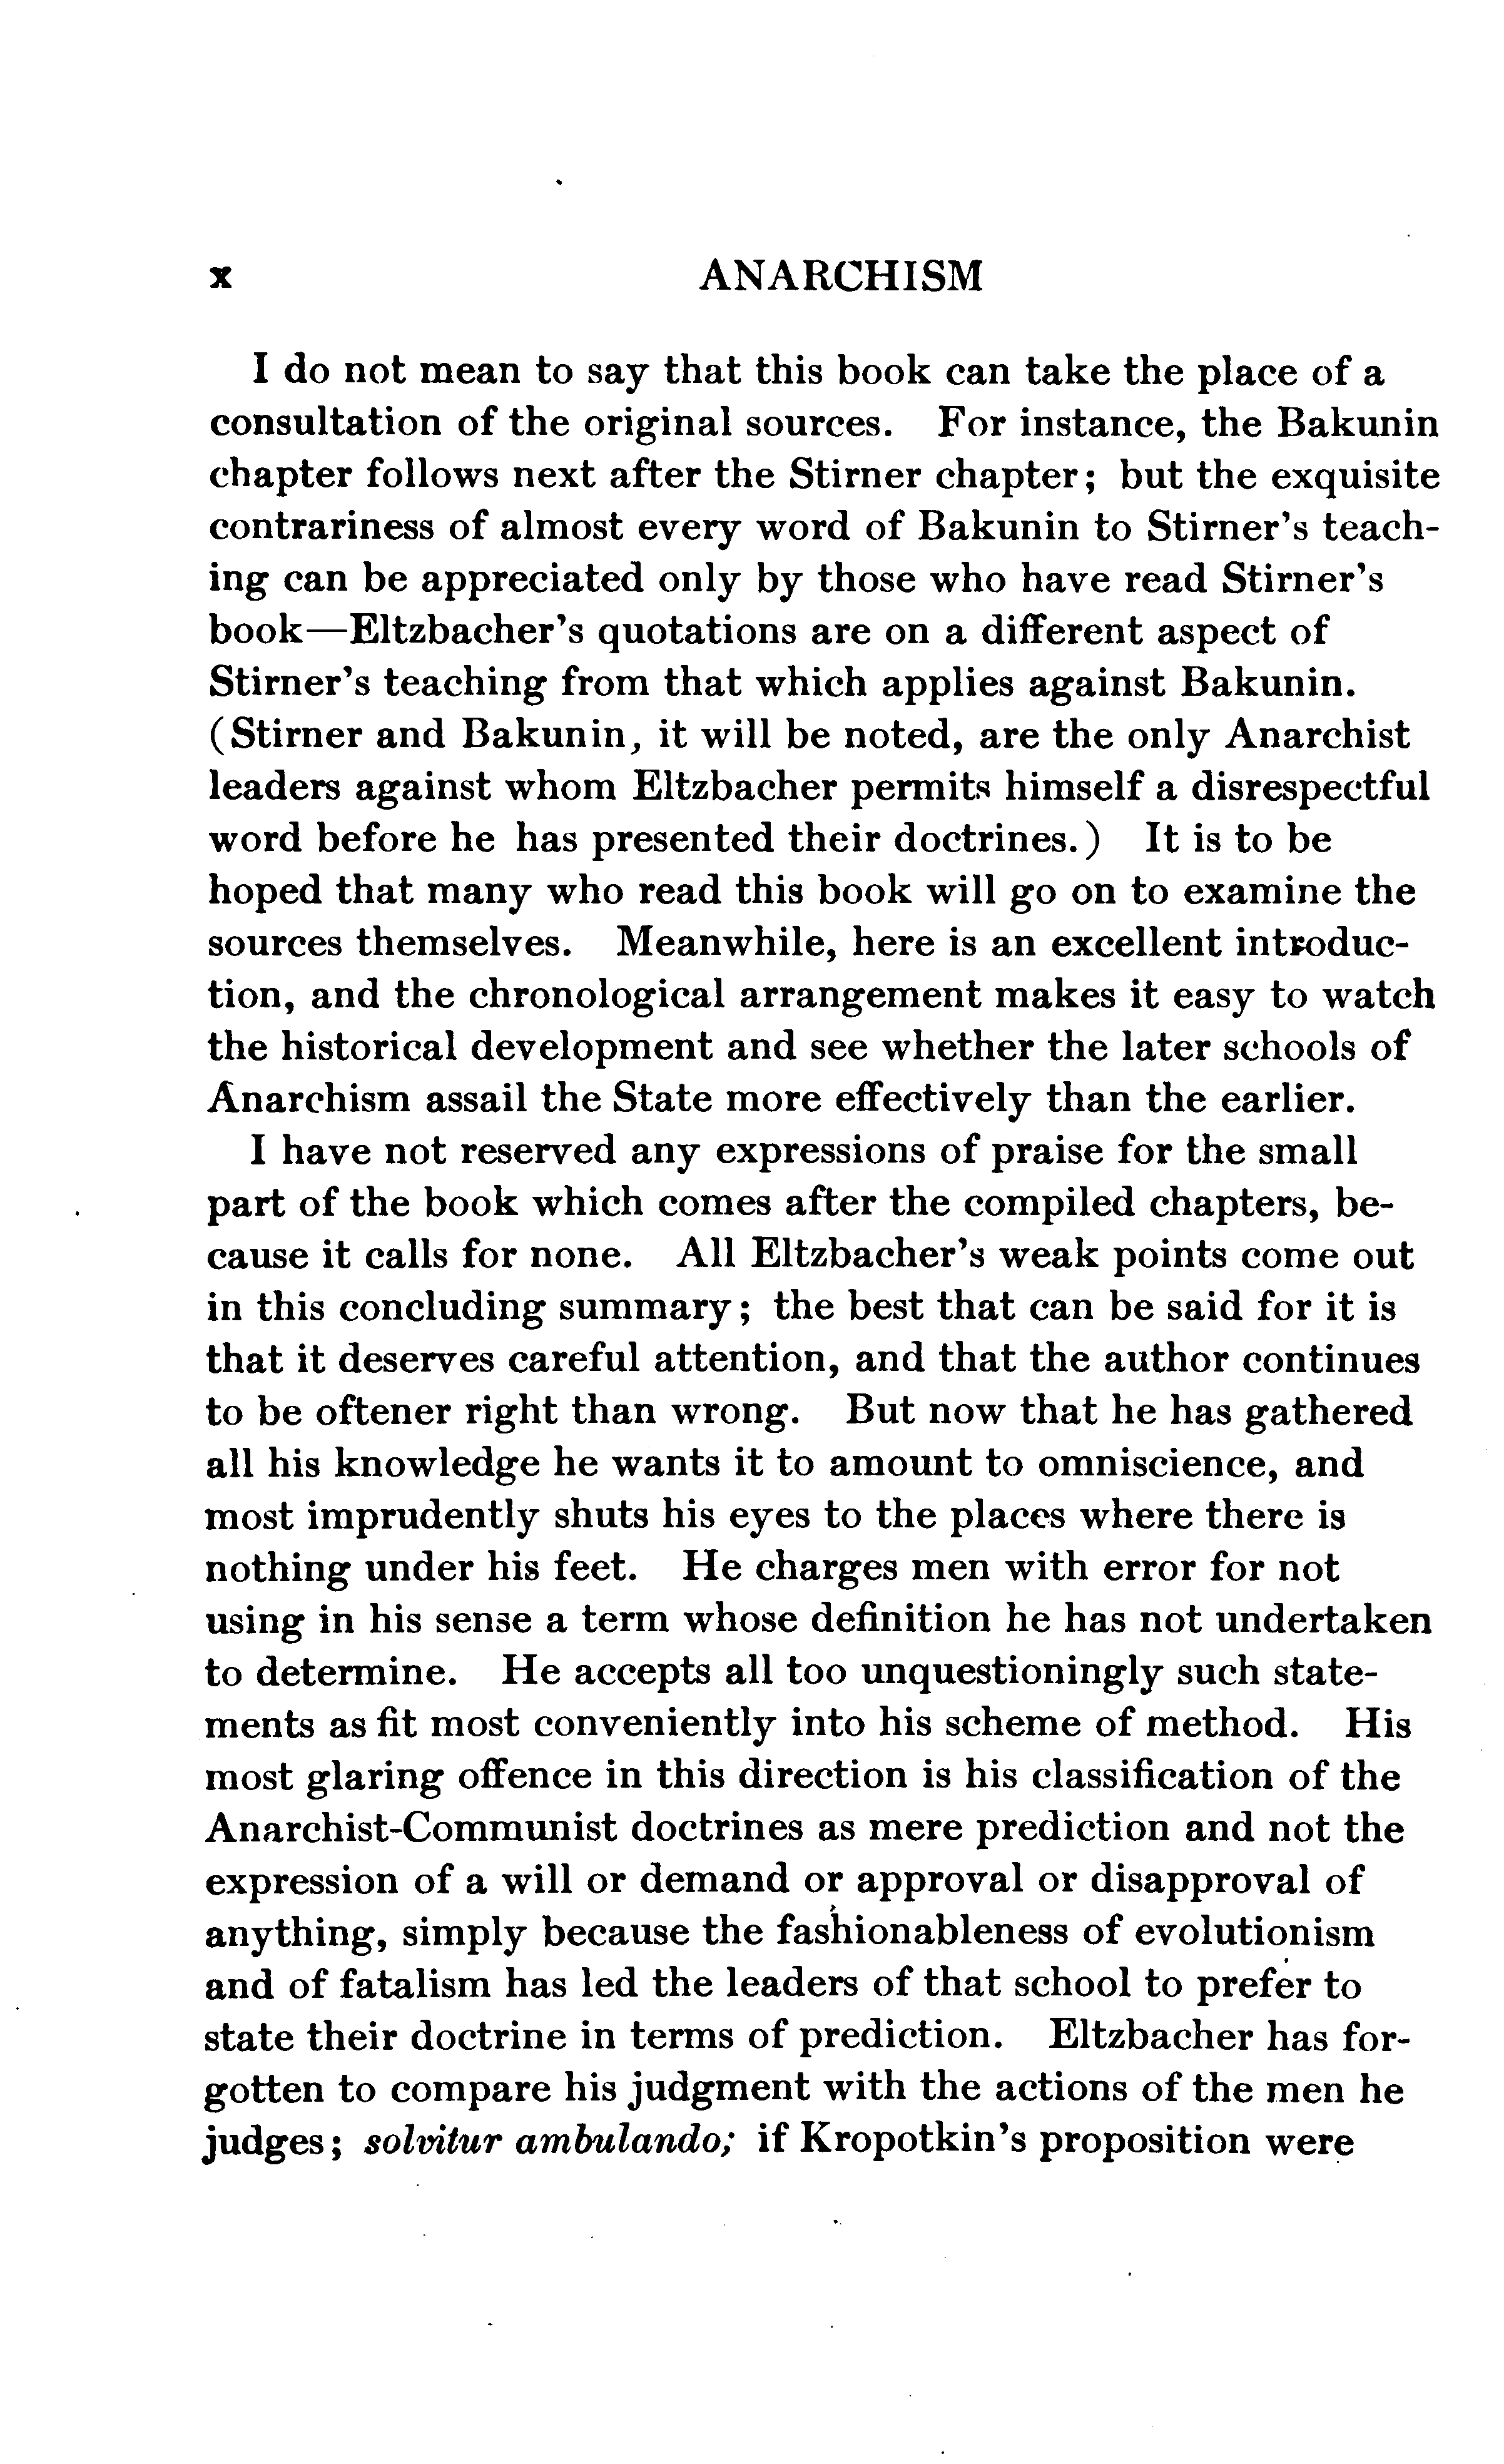 x ANARCHISM
I do not mean to say that this book can take the place of a
consultation of the original sources. For instance, the Bakunin
chapter follows next after the Stirner chapter; but the exquisite
contrariness of almost every word of Bakunin to Stirner's teach-
ing can be appreciated only by those who have read Stirner's
book—Eltzbacher's quotations are on a different aspect of
Stirner's teaching from that which applies against Bakunin.
(Stirner and Bakunin, it will be noted, are the only Anarchist
leaders against whom Eltzbacher permits himself a disrespectful
word before he has presented their doctrines.) It is to be
hoped that many who read this book will go on to examine the
sources themselves. Meanwhile, here is an excellent introduc-
tion, and the chronological arrangement makes it easy to watch
the historical development and see whether the later schools of
Anarchism assail the State more effectively than the earlier.
I have not reserved any expressions of praise for the small
part of the book which comes after the compiled chapters, be-
cause it calls for none. All Eltzbacher's weak points come out
in this concluding summary; the best that can be said for it is
that it deserves careful attention, and that the author continues
to be oftener right than wrong. But now that he has gathered
all his knowledge he wants it to amount to omniscience, and
most imprudently shuts his eyes to the places where there is
nothing under his feet. He charges men with error for not
using in his sense a term whose definition he has not undertaken
to determine. He accepts all too unquestioningly such state-
ments as fit most conveniently into his scheme of method. His
most glaring offence in this direction is his classification of the
Anarchist-Communist doctrines as mere prediction and not the
expression of a will or demand or approval or disapproval of
anything, simply because the fashionableness of evolutionism
and of fatalism has led the leaders of that school to prefer to
state their doctrine in terms of prediction. Eltzbacher has for-
gotten to compare his judgment with the actions of the men he
judges; solvitur ambulando; if Kropotkin's proposition were